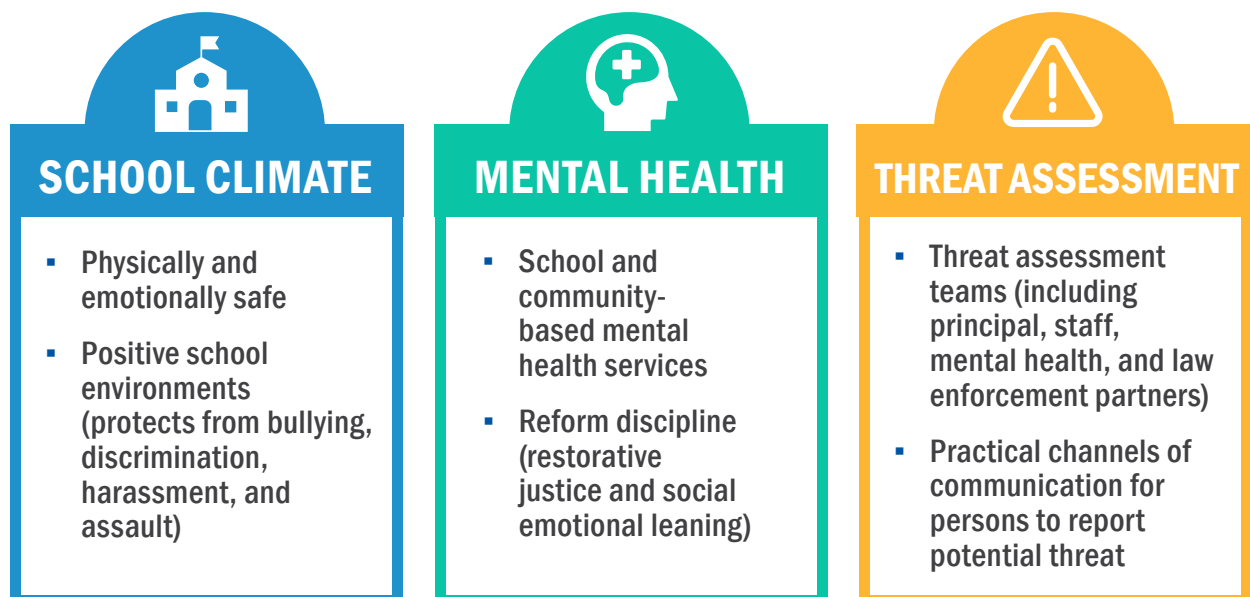 SCHOOL CLIMATE
▪ Physically and
emotionally safe
▪ Positive school
environments
(protects from bullying,
discrimination,
harassment, and
assault)
MENTAL HEALTH
▪ School and
community-
based mental
health services
▪ Reform discipline
(restorative
justice and social
emotional leaning)
THREAT ASSESSMENT
▪ Threat assessment
teams (including
principal, staff,
mental health, and law
enforcement partners)
▪ Practical channels of
communication for
persons to report
potential threat